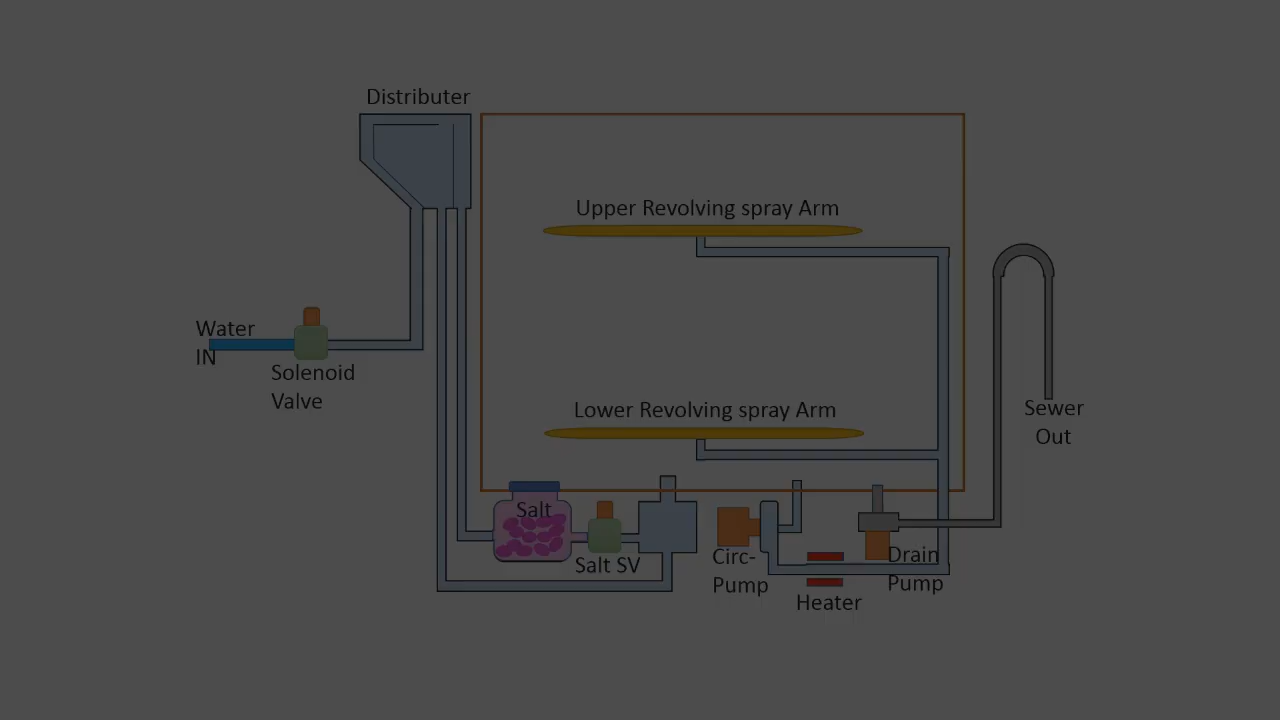 Distributer
Upper Revolving spray Arm
Water
IN
Solenoid
Valve
Lower Revolving spray Arm
Sewer
Out
Salt
Salt SV
Circ-
Pump
Drain
Pump
Heater